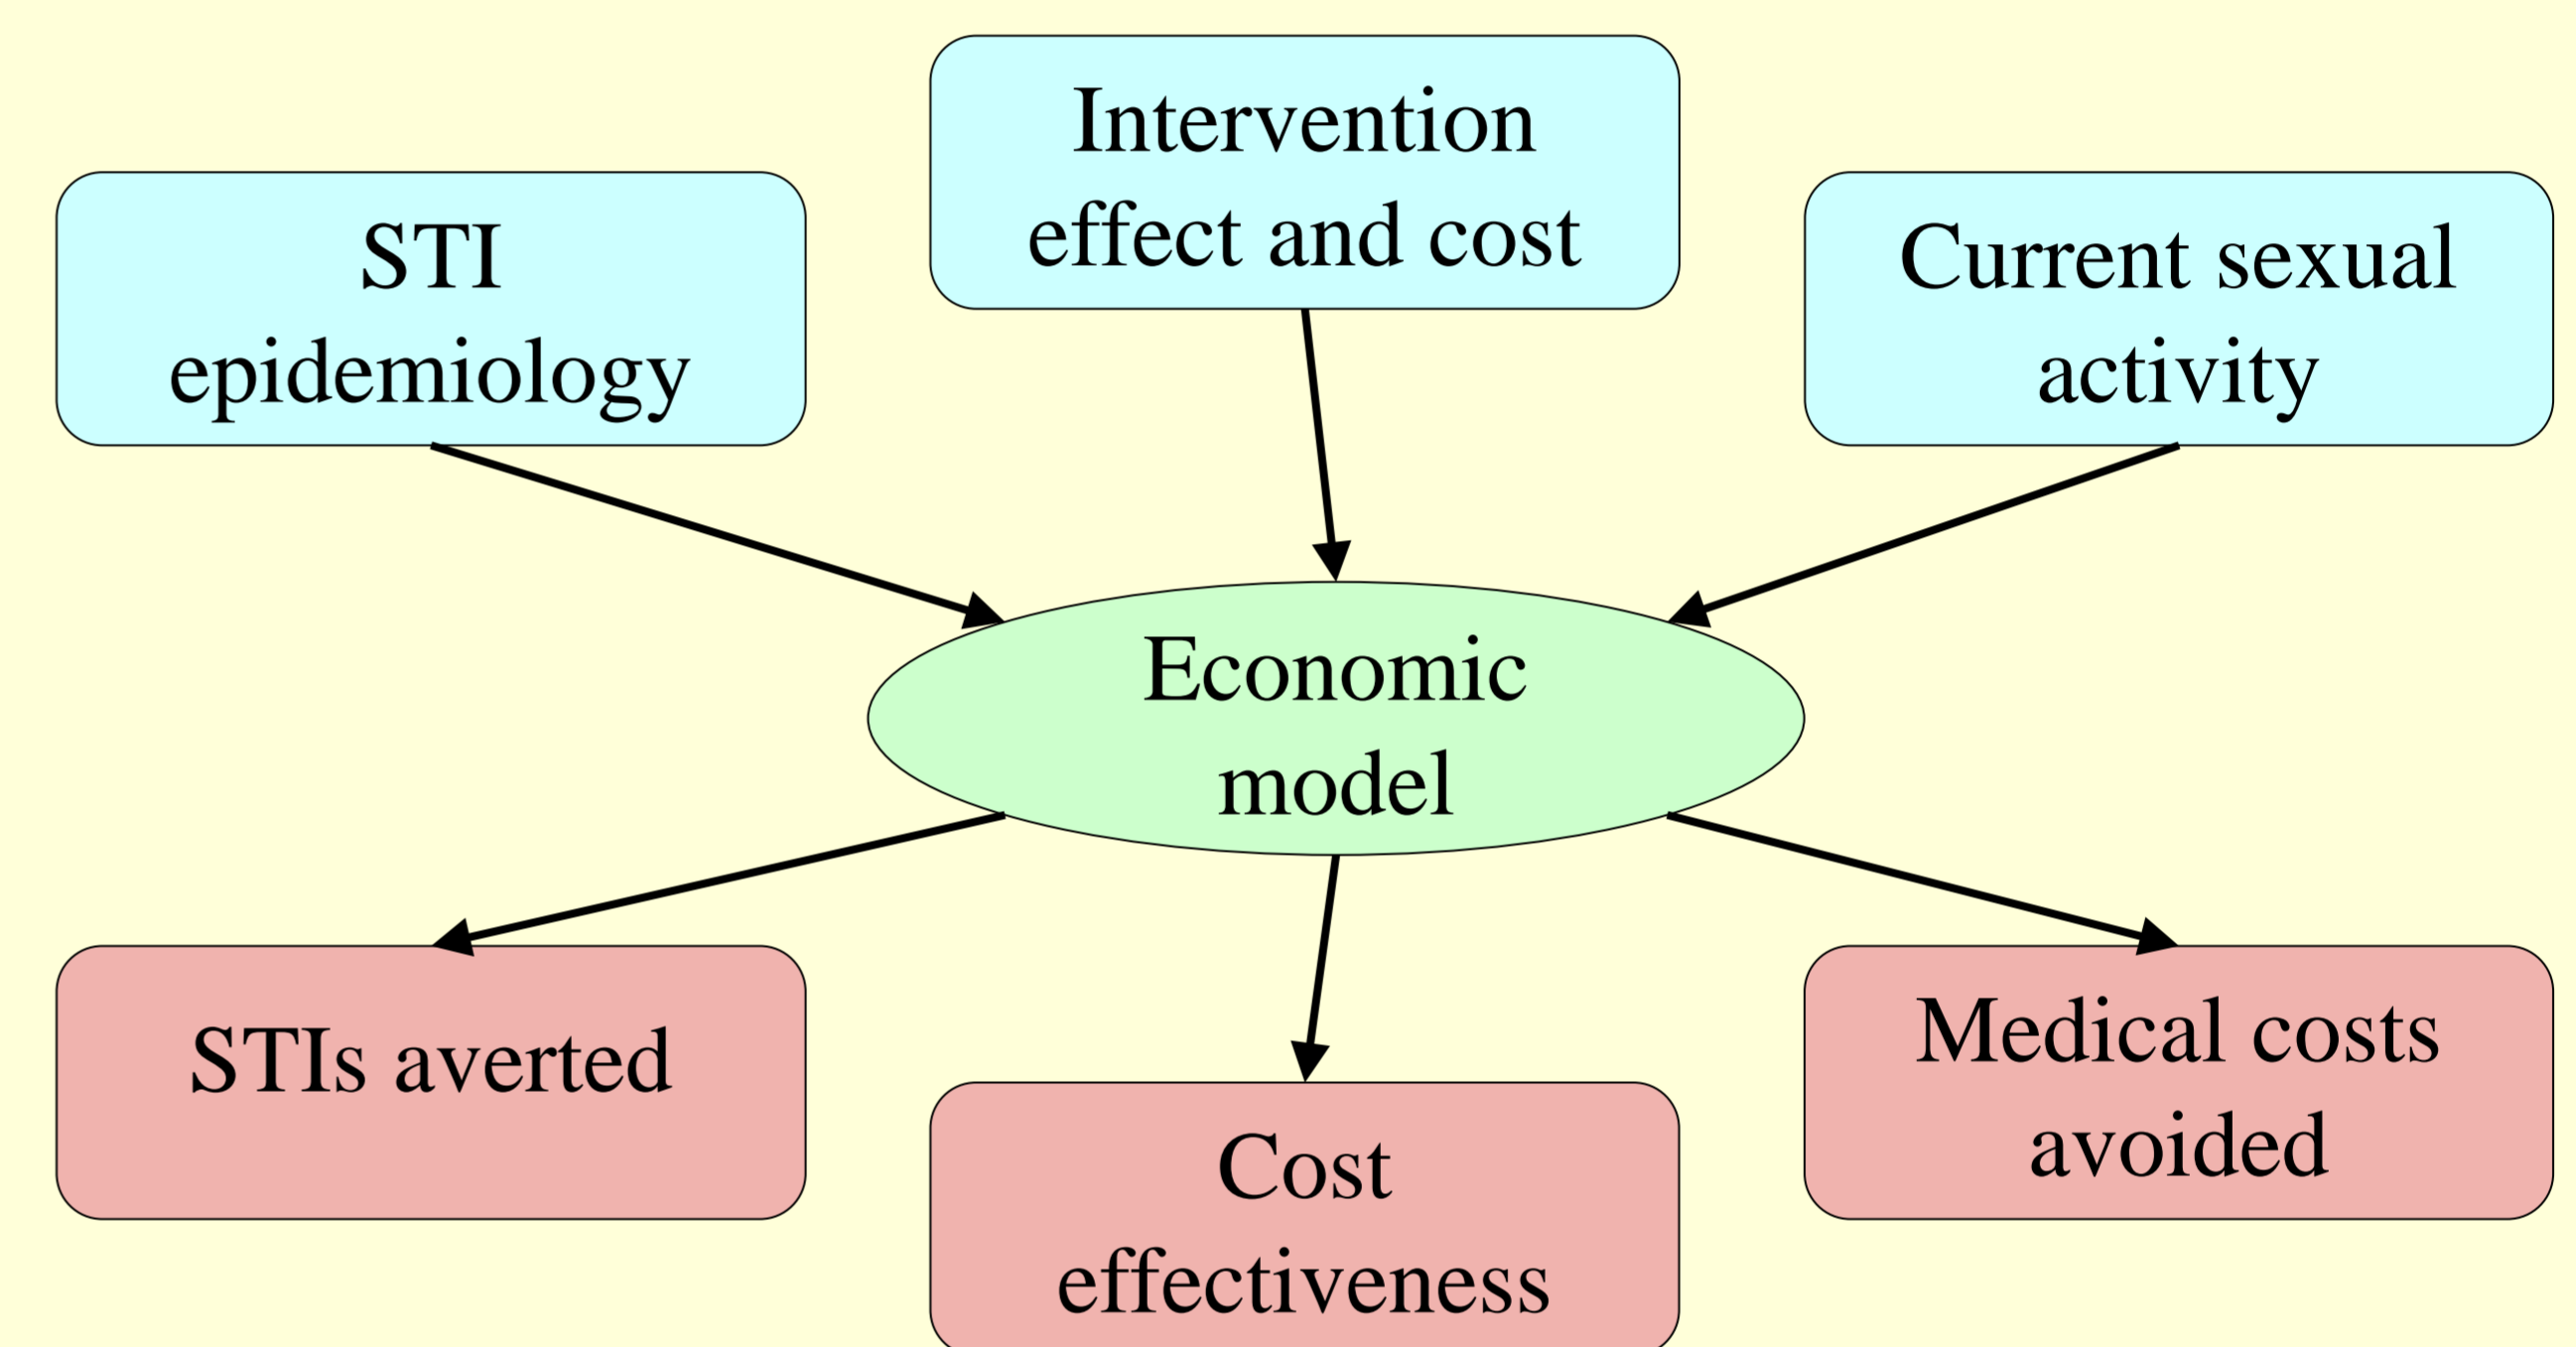 Intervention
effect and cost
STI
epidemiology
Current sexual
activity
Economic
model
STIs averted
Medical costs
avoided
Cost
effectiveness